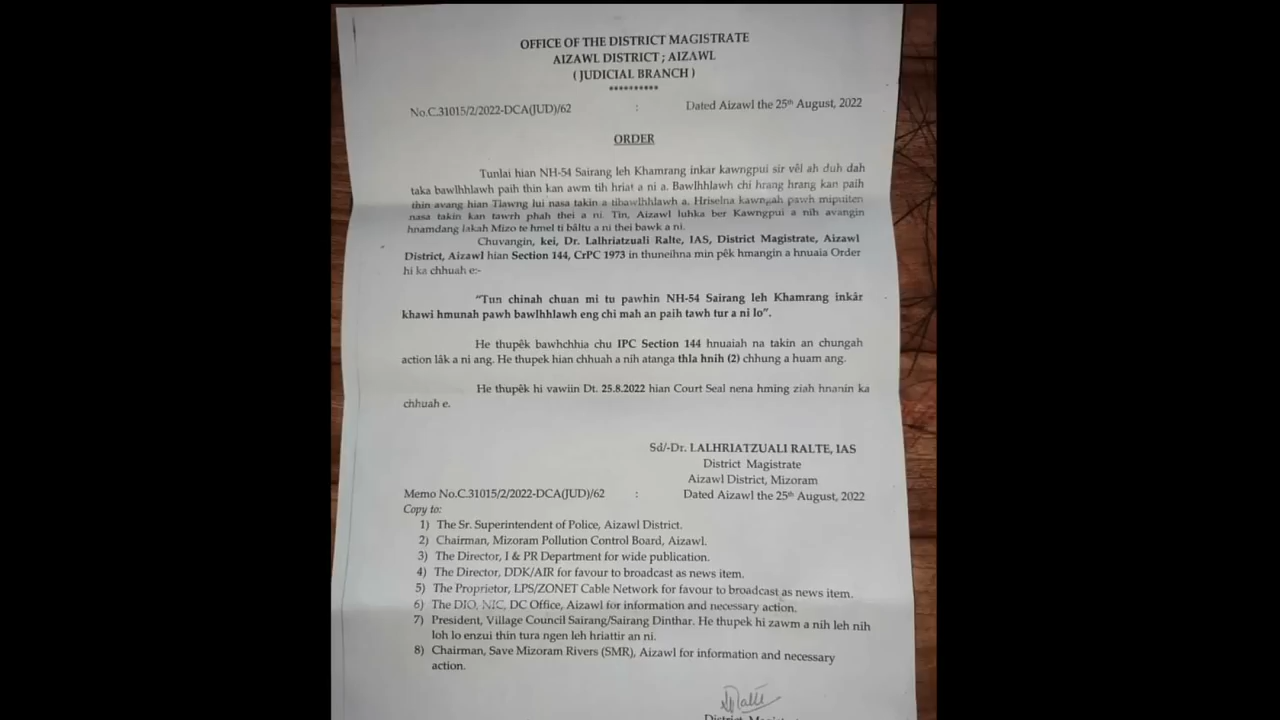 OFFICE OF THE DISTRICT MAGISTRATE
AIZAWL DISTRICT ; AIZAWL
( JUDICIAL BRANCH )
**********
No.C.31015/2/2022-DCA(JUD)/62 : Dated Aizawl the 25th August, 2022
ORDER
Tunlai hian NH-54 Sairang leh Khamrang inkar kawngpui sir vêl ah duh dah
taka bawlhhlawh paih thin kan awm tih hriat a ni a. Bawlhhlawh chi hrang hrang kan paih
thin avang hian Tlawng lui nasa takin a tibawlhhlawh a. Hriselna kawngah pawh mipuiten
nasa takin kan tawrh phah thei a ni. Tin, Aizawl luhka ber Kawngpui a nih avangin
hnamdang lakah Mizo te hmel ti bâltu a ni thei bawk a ni.
Chuvangin, kei, Dr. Lalhriatzuali Ralte, IAS, District Magistrate, Aizawl
District, Aizawl hian Section 144, CrPC 1973 in thuneihna min pêk hmangin a hnuaia Order
hi ka chhuah e:-
"Tun chinah chuan mi tu pawhin NH-54 Sairang leh Khamrang inkâr
khawi hmunah pawh bawlhhlawh eng chi mah an paih tawh tur a ni lo".
He thupêk bawhchhia chu IPC Section 144 hnuaiah na takin an chungah
action lâk a ni ang. He thupek hian chhuah a nih atanga thla hnih (2) chhung a huam ang.
He thupêk hi vawiin Dt. 25.8.2022 hian Court Seal nena hming ziah hnanin ka
chhuah e.
Sd/-Dr. LALHRIATZUALI RALTE, IAS
District Magistrate
Aizawl District, Mizoram
Memo No.C.31015/2/2022-DCA(JUD)/62 : Dated Aizawl the 25th August, 2022
Copy to:
1) The Sr. Superintendent of Police, Aizawl District.
2) Chairman, Mizoram Pollution Control Board, Aizawl.
3) The Director, I & PR Department for wide publication.
4) The Director, DDK/AIR for favour to broadcast as news item.
5) The Proprietor, LPS/ZONET Cable Network for favour to broadcast as news item.
6) The DIO, NIC, DC Office, Aizawl for information and necessary action.
7) President, Village Council Sairang/Sairang Dinthar. He thupek hi zawm a nih leh nih
loh lo enzui thin tura ngen leh hriattir an ni.
8) Chairman, Save Mizoram Rivers (SMR), Aizawl for information and necessary
action.
District